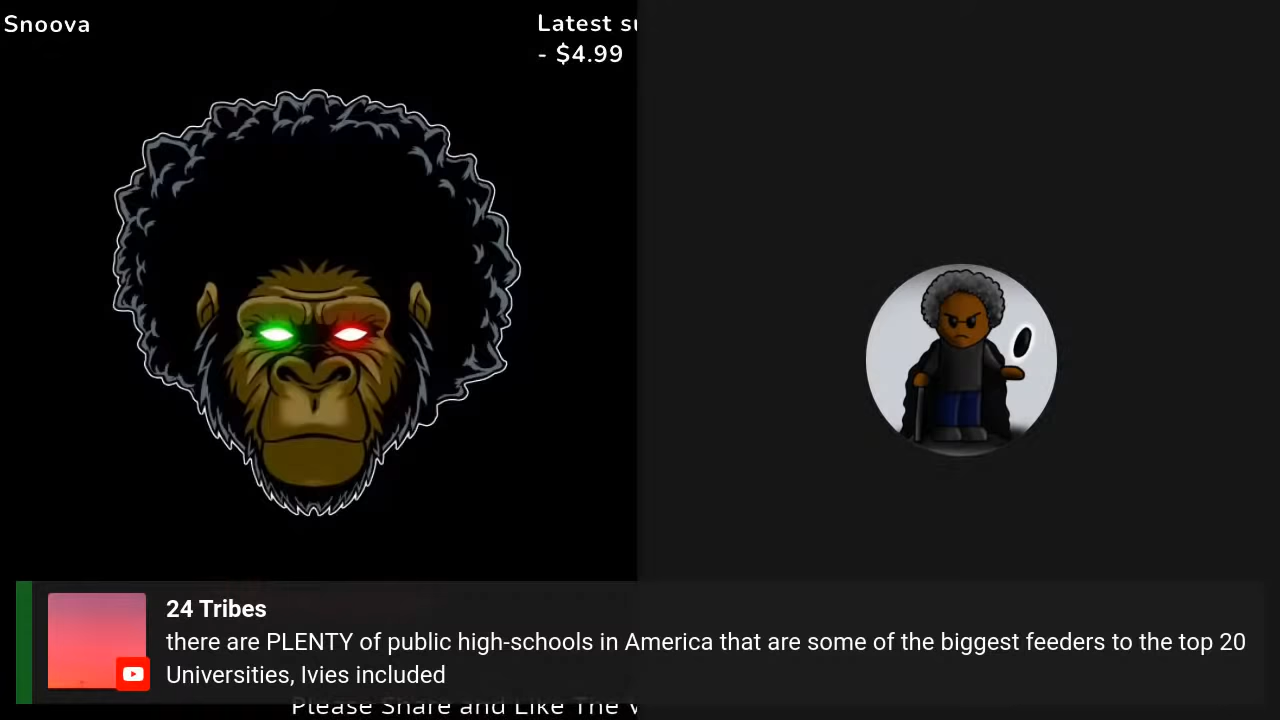 Snoova
Latest
- $4.99
24 Tribes
there are PLENTY of public high-schools in America that are some of the biggest feeders to the top 20
Universities, Ivies included
Please Share and Like The